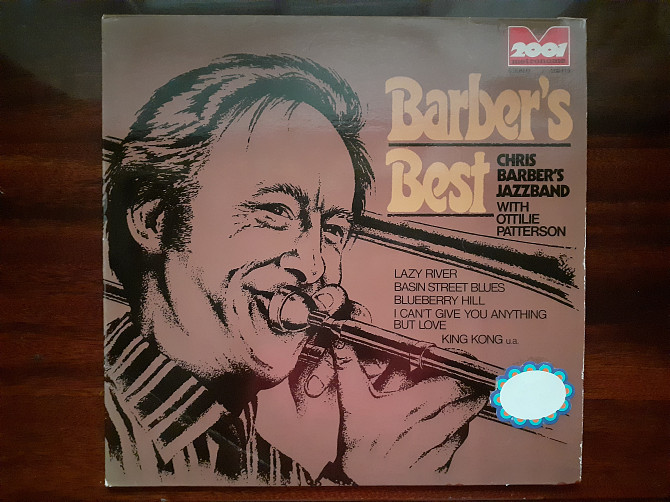 2001
Barber's
Best
CHRIS
BARBER'S
JAZZBAND
WITH
OTTILIE
PATTERSON
LAZY RIVER
BASIN STREET BLUES
BLUEBERRY HILL
I CAN'T GIVE YOU ANYTHING
BUT LOVE
KING KONG u.a.